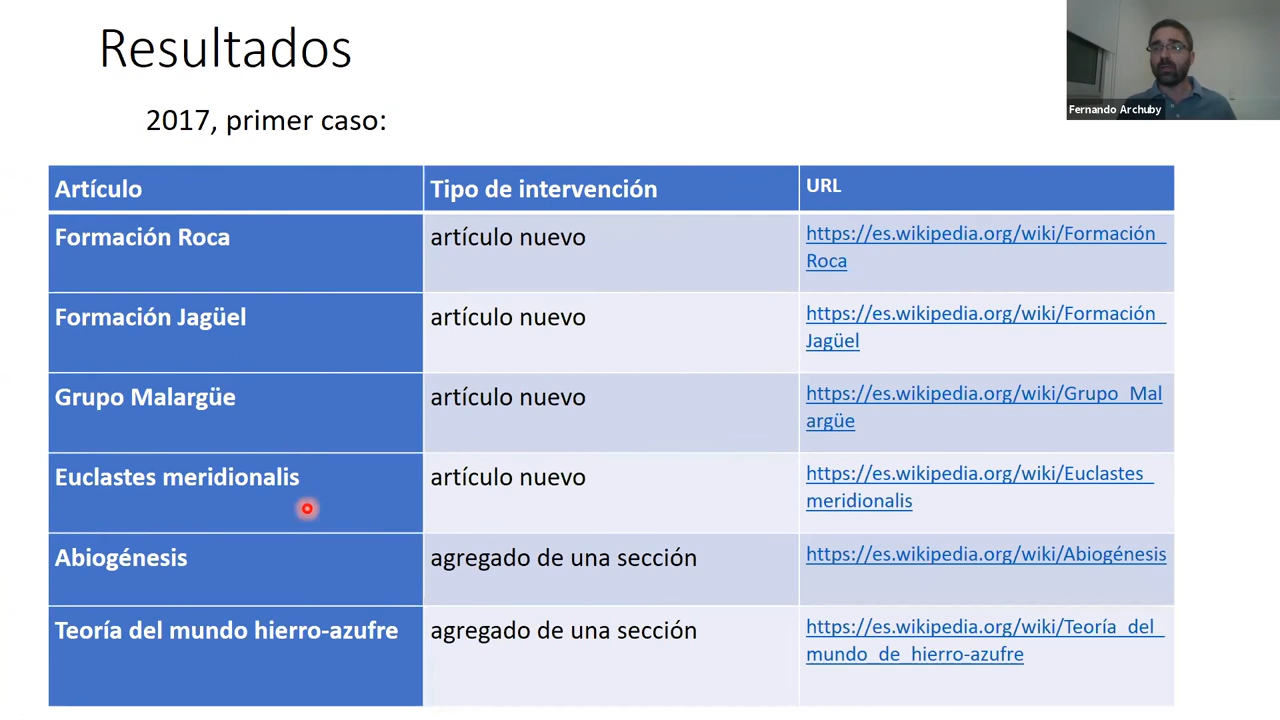 Resultados
Fernando Archuby
2017, primer caso:
Artículo
Tipo de intervención
URL
Formación Roca
artículo nuevo
https://es.wikipedia.org/wiki/Formación_
Roca
Formación Jagüel
artículo nuevo
https://es.wikipedia.org/wiki/Formación_
Jagüel
Grupo Malargüe
artículo nuevo
https://es.wikipedia.org/wiki/Grupo_Mal
argüe
Euclastes meridionalis
artículo nuevo
https://es.wikipedia.org/wiki/Euclastes_
meridionalis
Abiogénesis
agregado de una sección
https://es.wikipedia.org/wiki/Abiogénesis
Teoría del mundo hierro-azufre
agregado de una sección
https://es.wikipedia.org/wiki/Teoría_del_
mundo_de_hierro-azufre